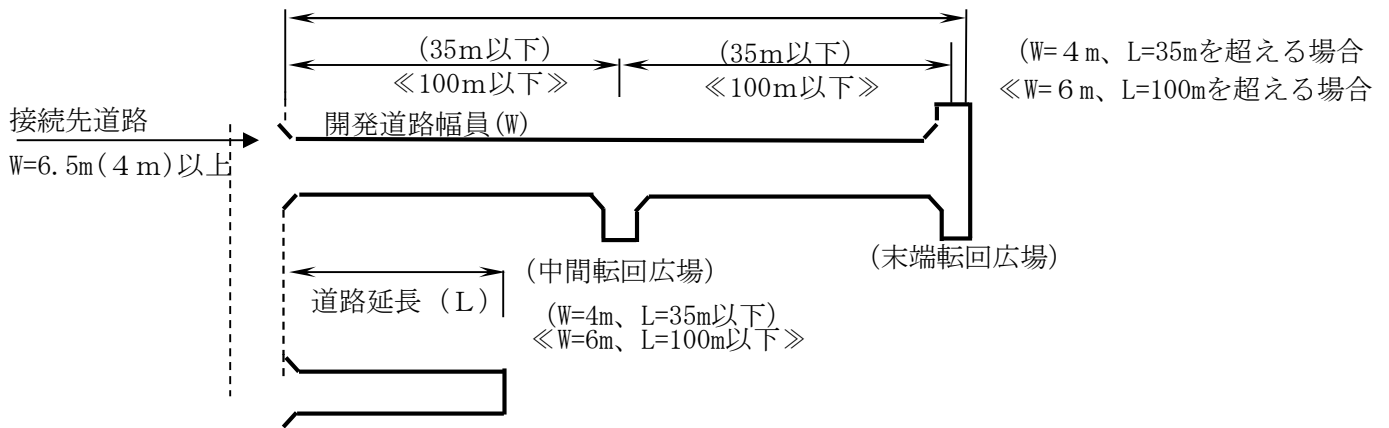 (35m以下)
(35m以下)
(W=４m、L=35mを超える場合
≪100m以下≫
≪100m以下≫
≪W=６m、L=100mを超える場合
接続先道路
開発道路幅員(W)
W=6.5m(４ｍ)以上
(中間転回広場)
(末端転回広場)
道路延長（Ｌ）
(W=4m、L=35m以下)
≪W=6m、L=100m以下≫